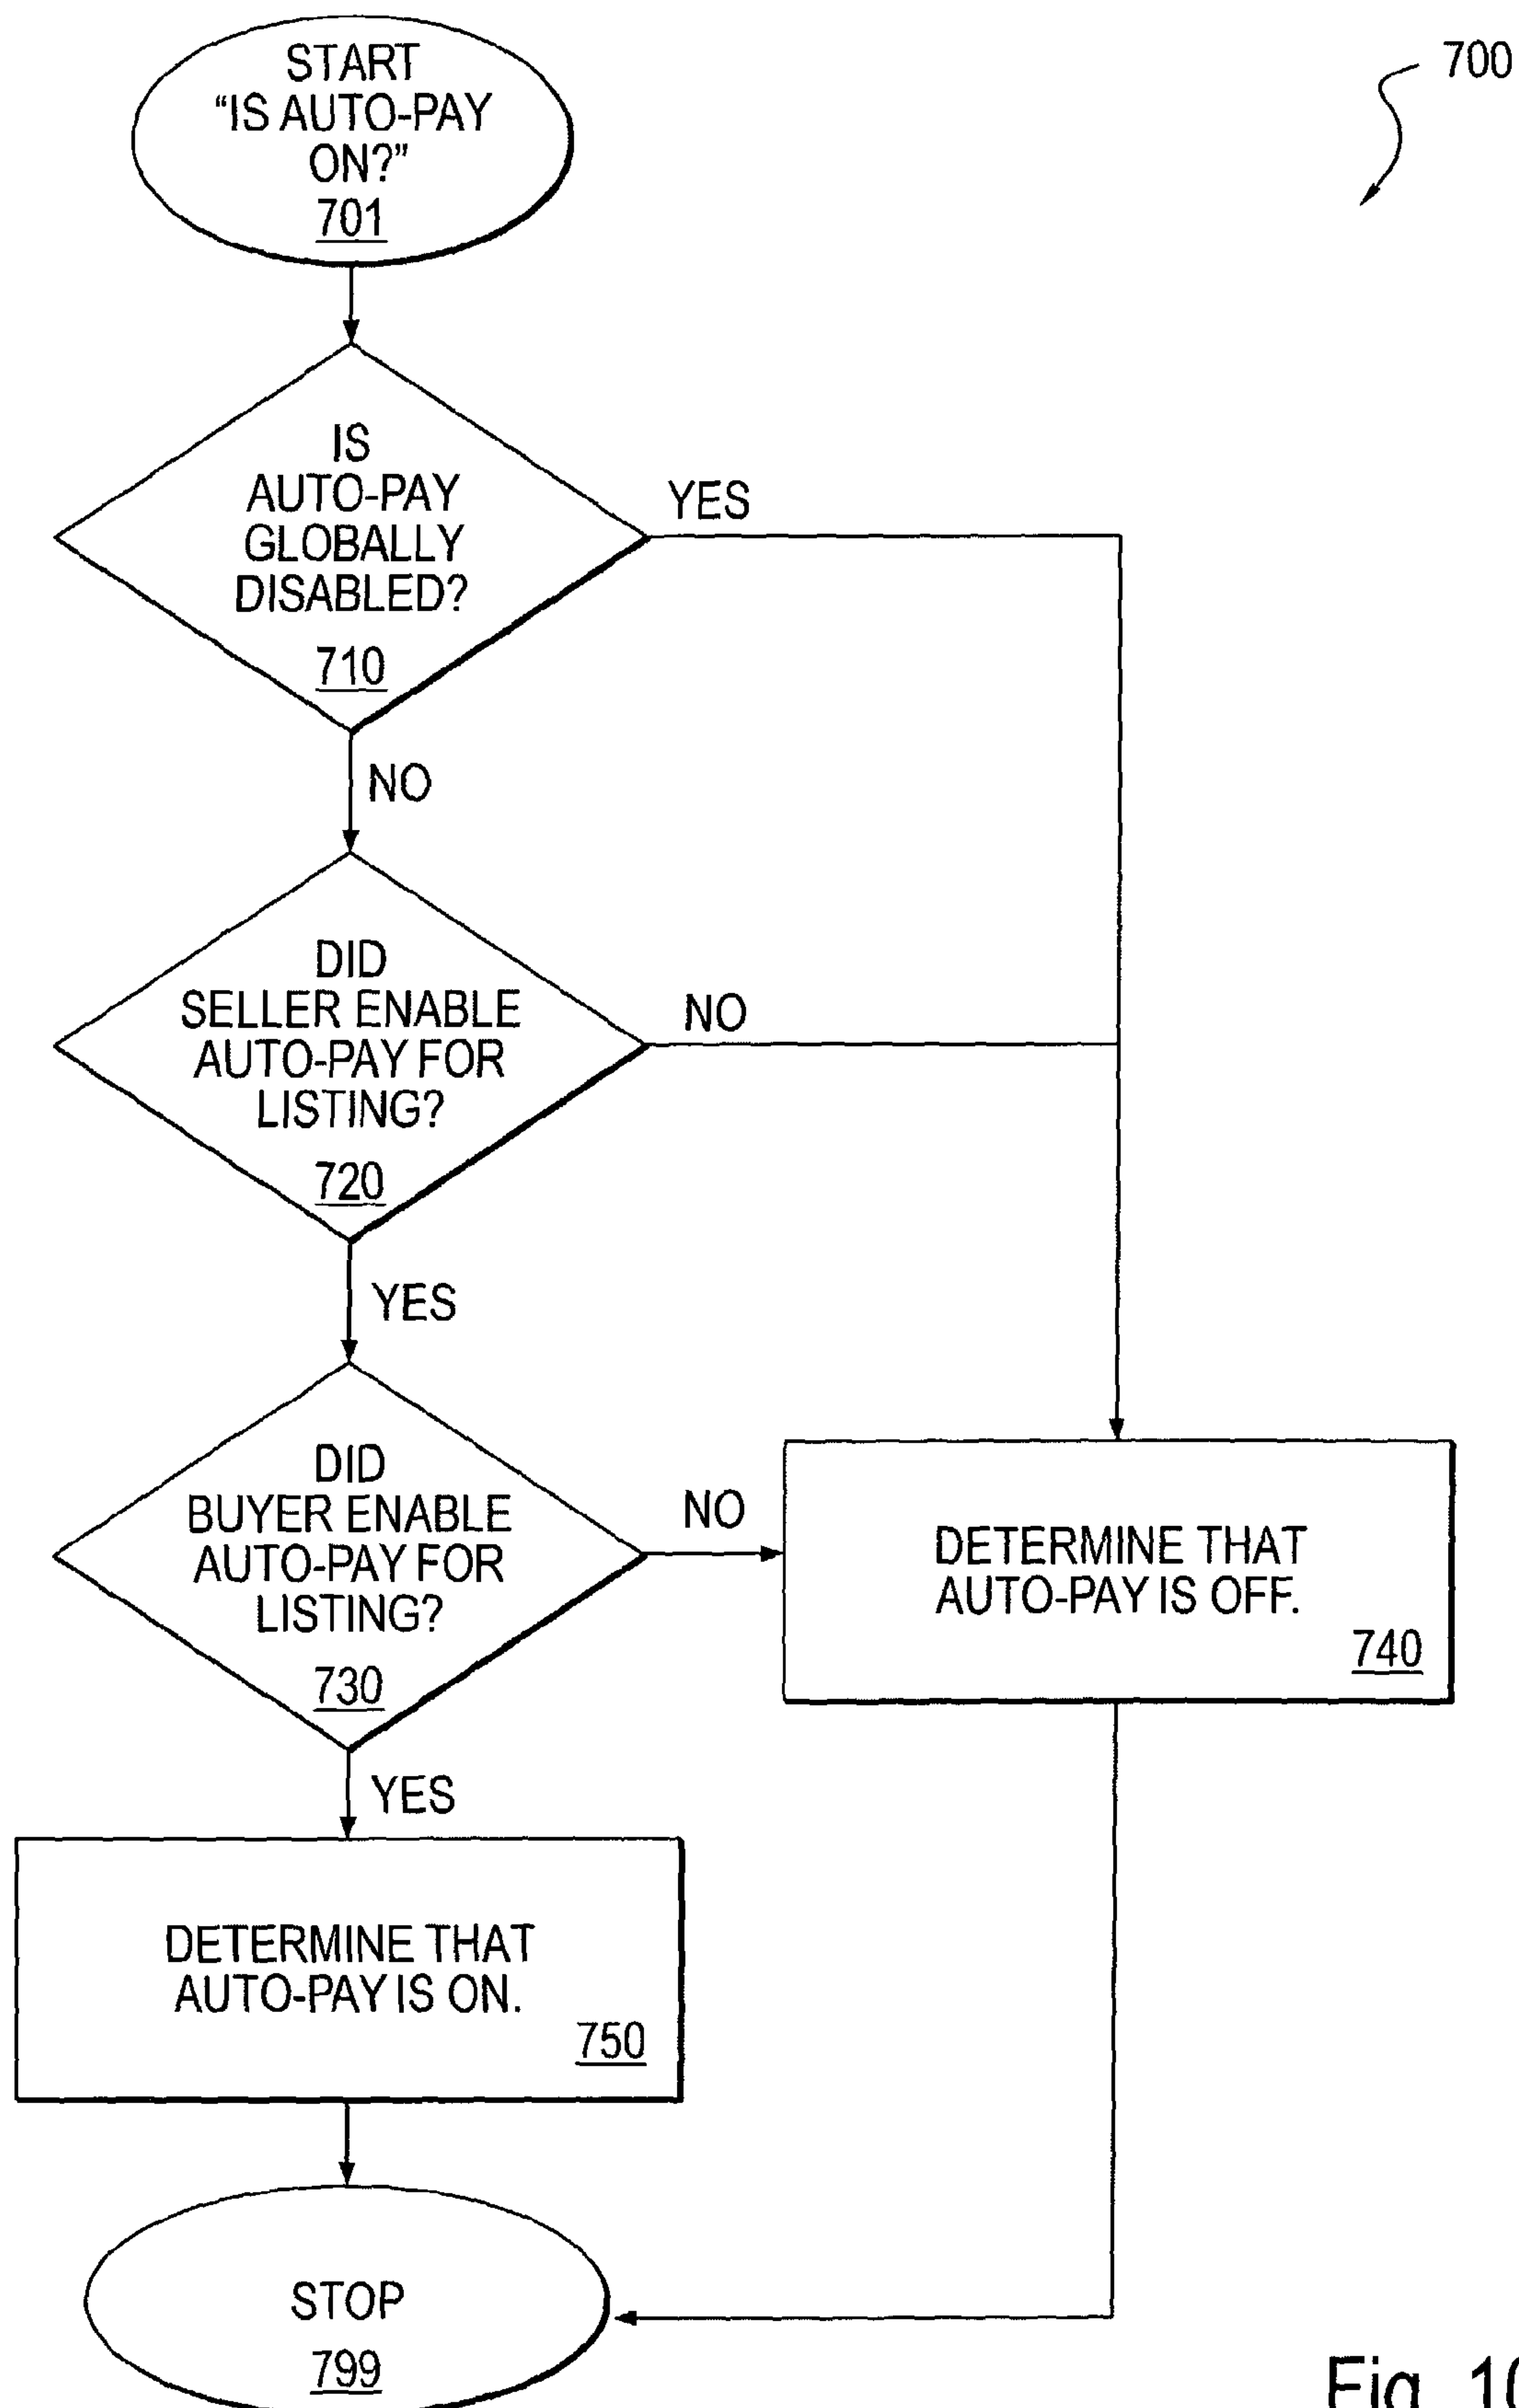 START
“IS AUTO-PAY
ON?”
701
700
IS
AUTO-PAY
GLOBALLY
DISABLED?
710
YES
NO
DID
SELLER ENABLE
AUTO-PAY FOR
LISTING?
720
NO
YES
DID
BUYER ENABLE
AUTO-PAY FOR
LISTING?
730
NO
DETERMINE THAT
AUTO-PAY IS OFF.
740
YES
DETERMINE THAT
AUTO-PAY IS ON.
750
STOP
799
Fig. 10